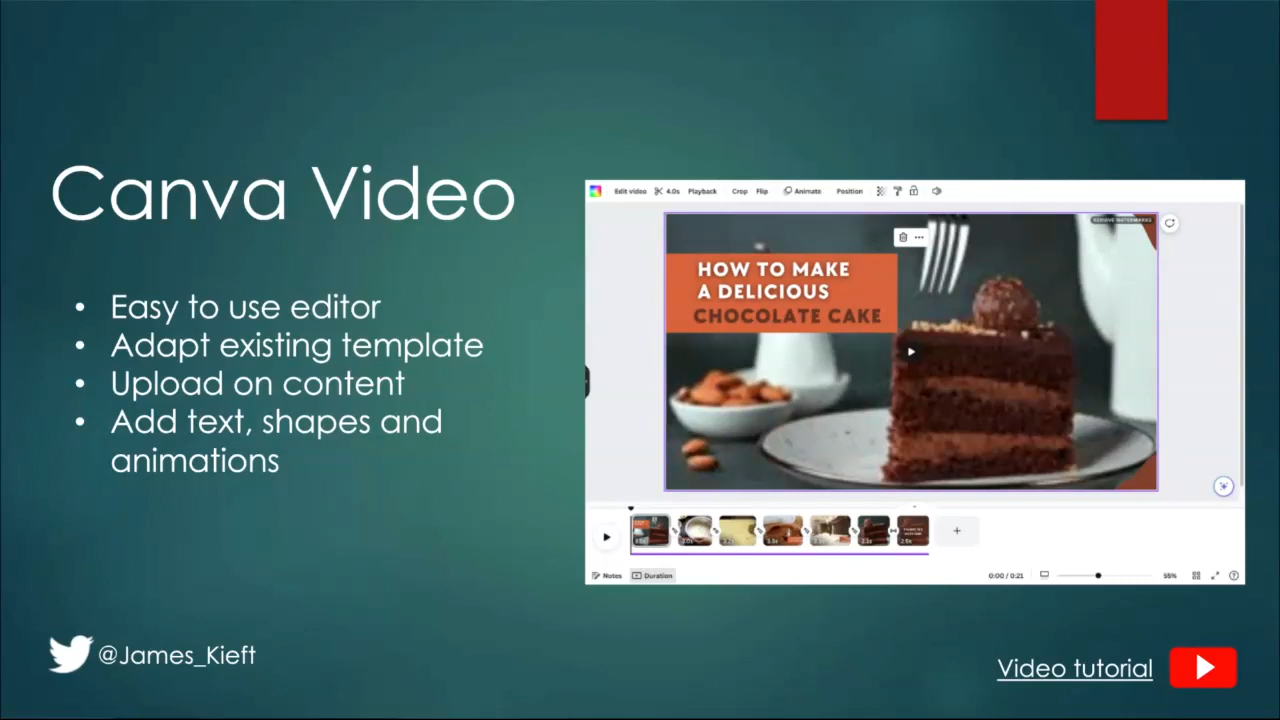 Canva Video
• Easy to use editor
• Adapt existing template
• Upload on content
• Add text, shapes and
animations
Edit video 4.0s Playback Crop Flip Animate Position
REMOVE WATERMARKS
HOW TO MAKE
A DELICIOUS
CHOCOLATE CAKE
Notes Duration 0:00 / 0:21 55%
@James_Kieft
Video tutorial